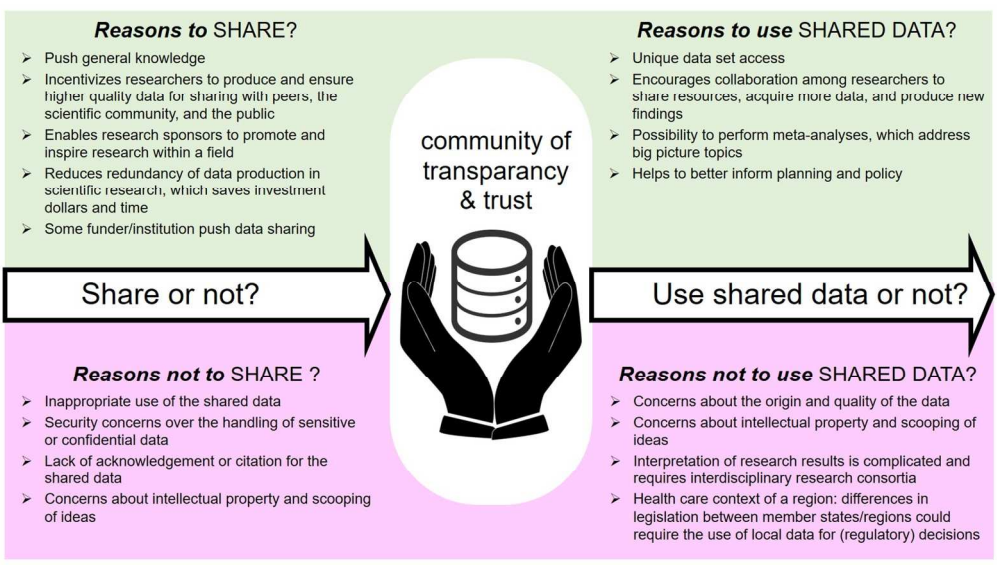 Reasons to SHARE?
➢ Push general knowledge
➢ Incentivizes researchers to produce and ensure
higher quality data for sharing with peers, the
scientific community, and the public
➢ Enables research sponsors to promote and
inspire research within a field
➢ Reduces redundancy of data production in
scientific research, which saves investment
dollars and time
➢ Some funder/institution push data sharing
Share or not?
Reasons not to SHARE ?
➢ Inappropriate use of the shared data
➢ Security concerns over the handling of sensitive
or confidential data
➢ Lack of acknowledgement or citation for the
shared data
➢ Concerns about intellectual property and scooping
of ideas
community of
transparancy
& trust
Reasons to use SHARED DATA?
➢ Unique data set access
➢ Encourages collaboration among researchers to
share resources, acquire more data, and produce new
findings
➢ Possibility to perform meta-analyses, which address
big picture topics
➢ Helps to better inform planning and policy
Use shared data or not?
Reasons not to use SHARED DATA?
➢ Concerns about the origin and quality of the data
➢ Concerns about intellectual property and scooping of
ideas
➢ Interpretation of research results is complicated and
requires interdisciplinary research consortia
➢ Health care context of a region: differences in
legislation between member states/regions could
require the use of local data for (regulatory) decisions